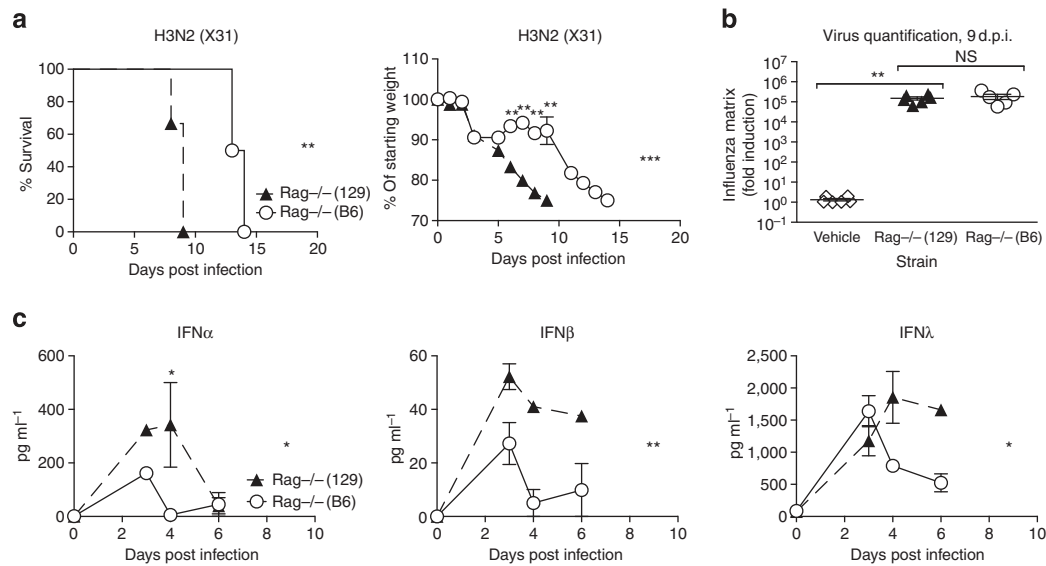 a
H3N2 (X31)
% Survival
100
80
60
40
20
0
0
5
10
15
20
Days post infection
**
Rag–/– (129)
Rag–/– (B6)
H3N2 (X31)
% Of starting weight
110
100
90
80
70
0
5
10
15
20
Days post infection
**
**
**
**
***
b
Virus quantification, 9 d.p.i.
NS
**
Influenza matrix
(fold induction)
10⁷
10⁶
10⁵
10⁴
10³
10²
10¹
10⁰
10⁻¹
Vehicle Rag–/– (129) Rag–/– (B6)
Strain
c
IFNα
pg ml⁻¹
600
400
200
0
0 2 4 6 8 10
Days post infection
*
*
Rag–/– (129)
Rag–/– (B6)
IFNβ
pg ml⁻¹
60
40
20
0
0 2 4 6 8 10
Days post infection
**
IFNλ
pg ml⁻¹
2,500
2,000
1,500
1,000
500
0
0 2 4 6 8 10
Days post infection
*